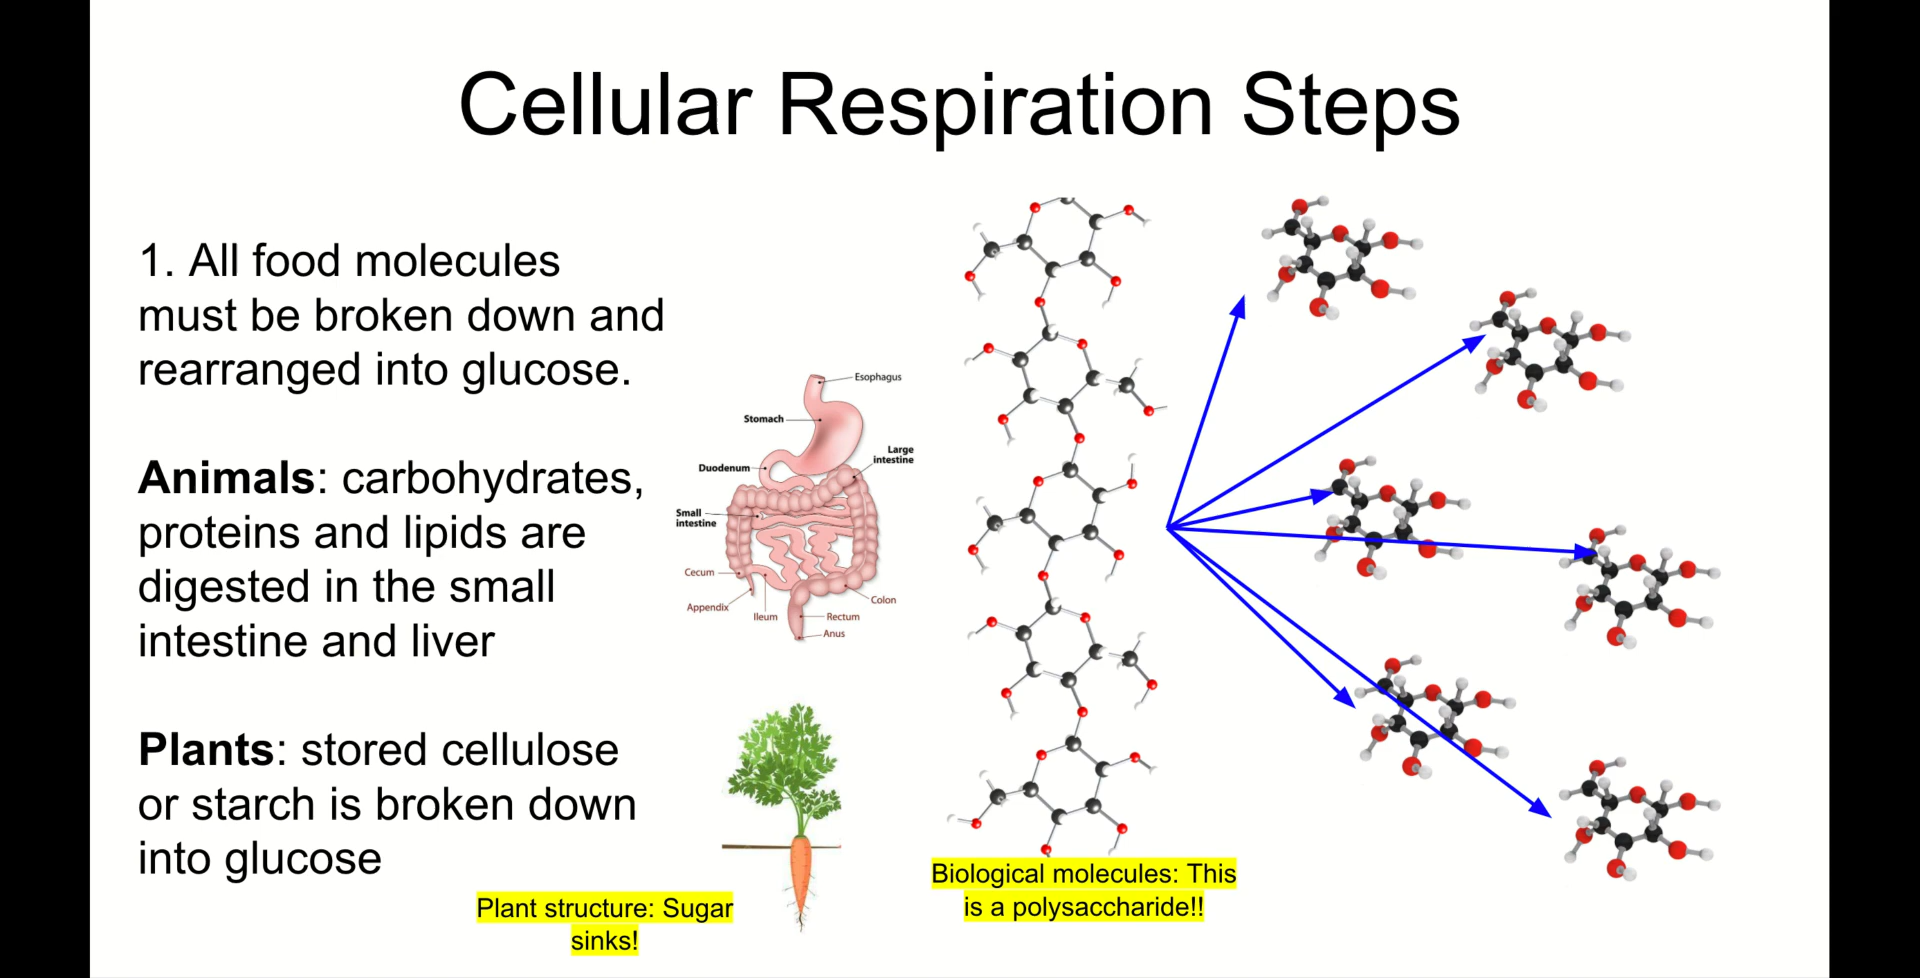 Cellular Respiration Steps
1. All food molecules
must be broken down and
rearranged into glucose.
Animals: carbohydrates,
proteins and lipids are
digested in the small
intestine and liver
Plants: stored cellulose
or starch is broken down
into glucose
Esophagus
Stomach
Large
intestine
Duodenum
Small
intestine
Cecum
Colon
Appendix
Ileum
Rectum
Anus
Plant structure: Sugar
sinks!
Biological molecules: This
is a polysaccharide!!